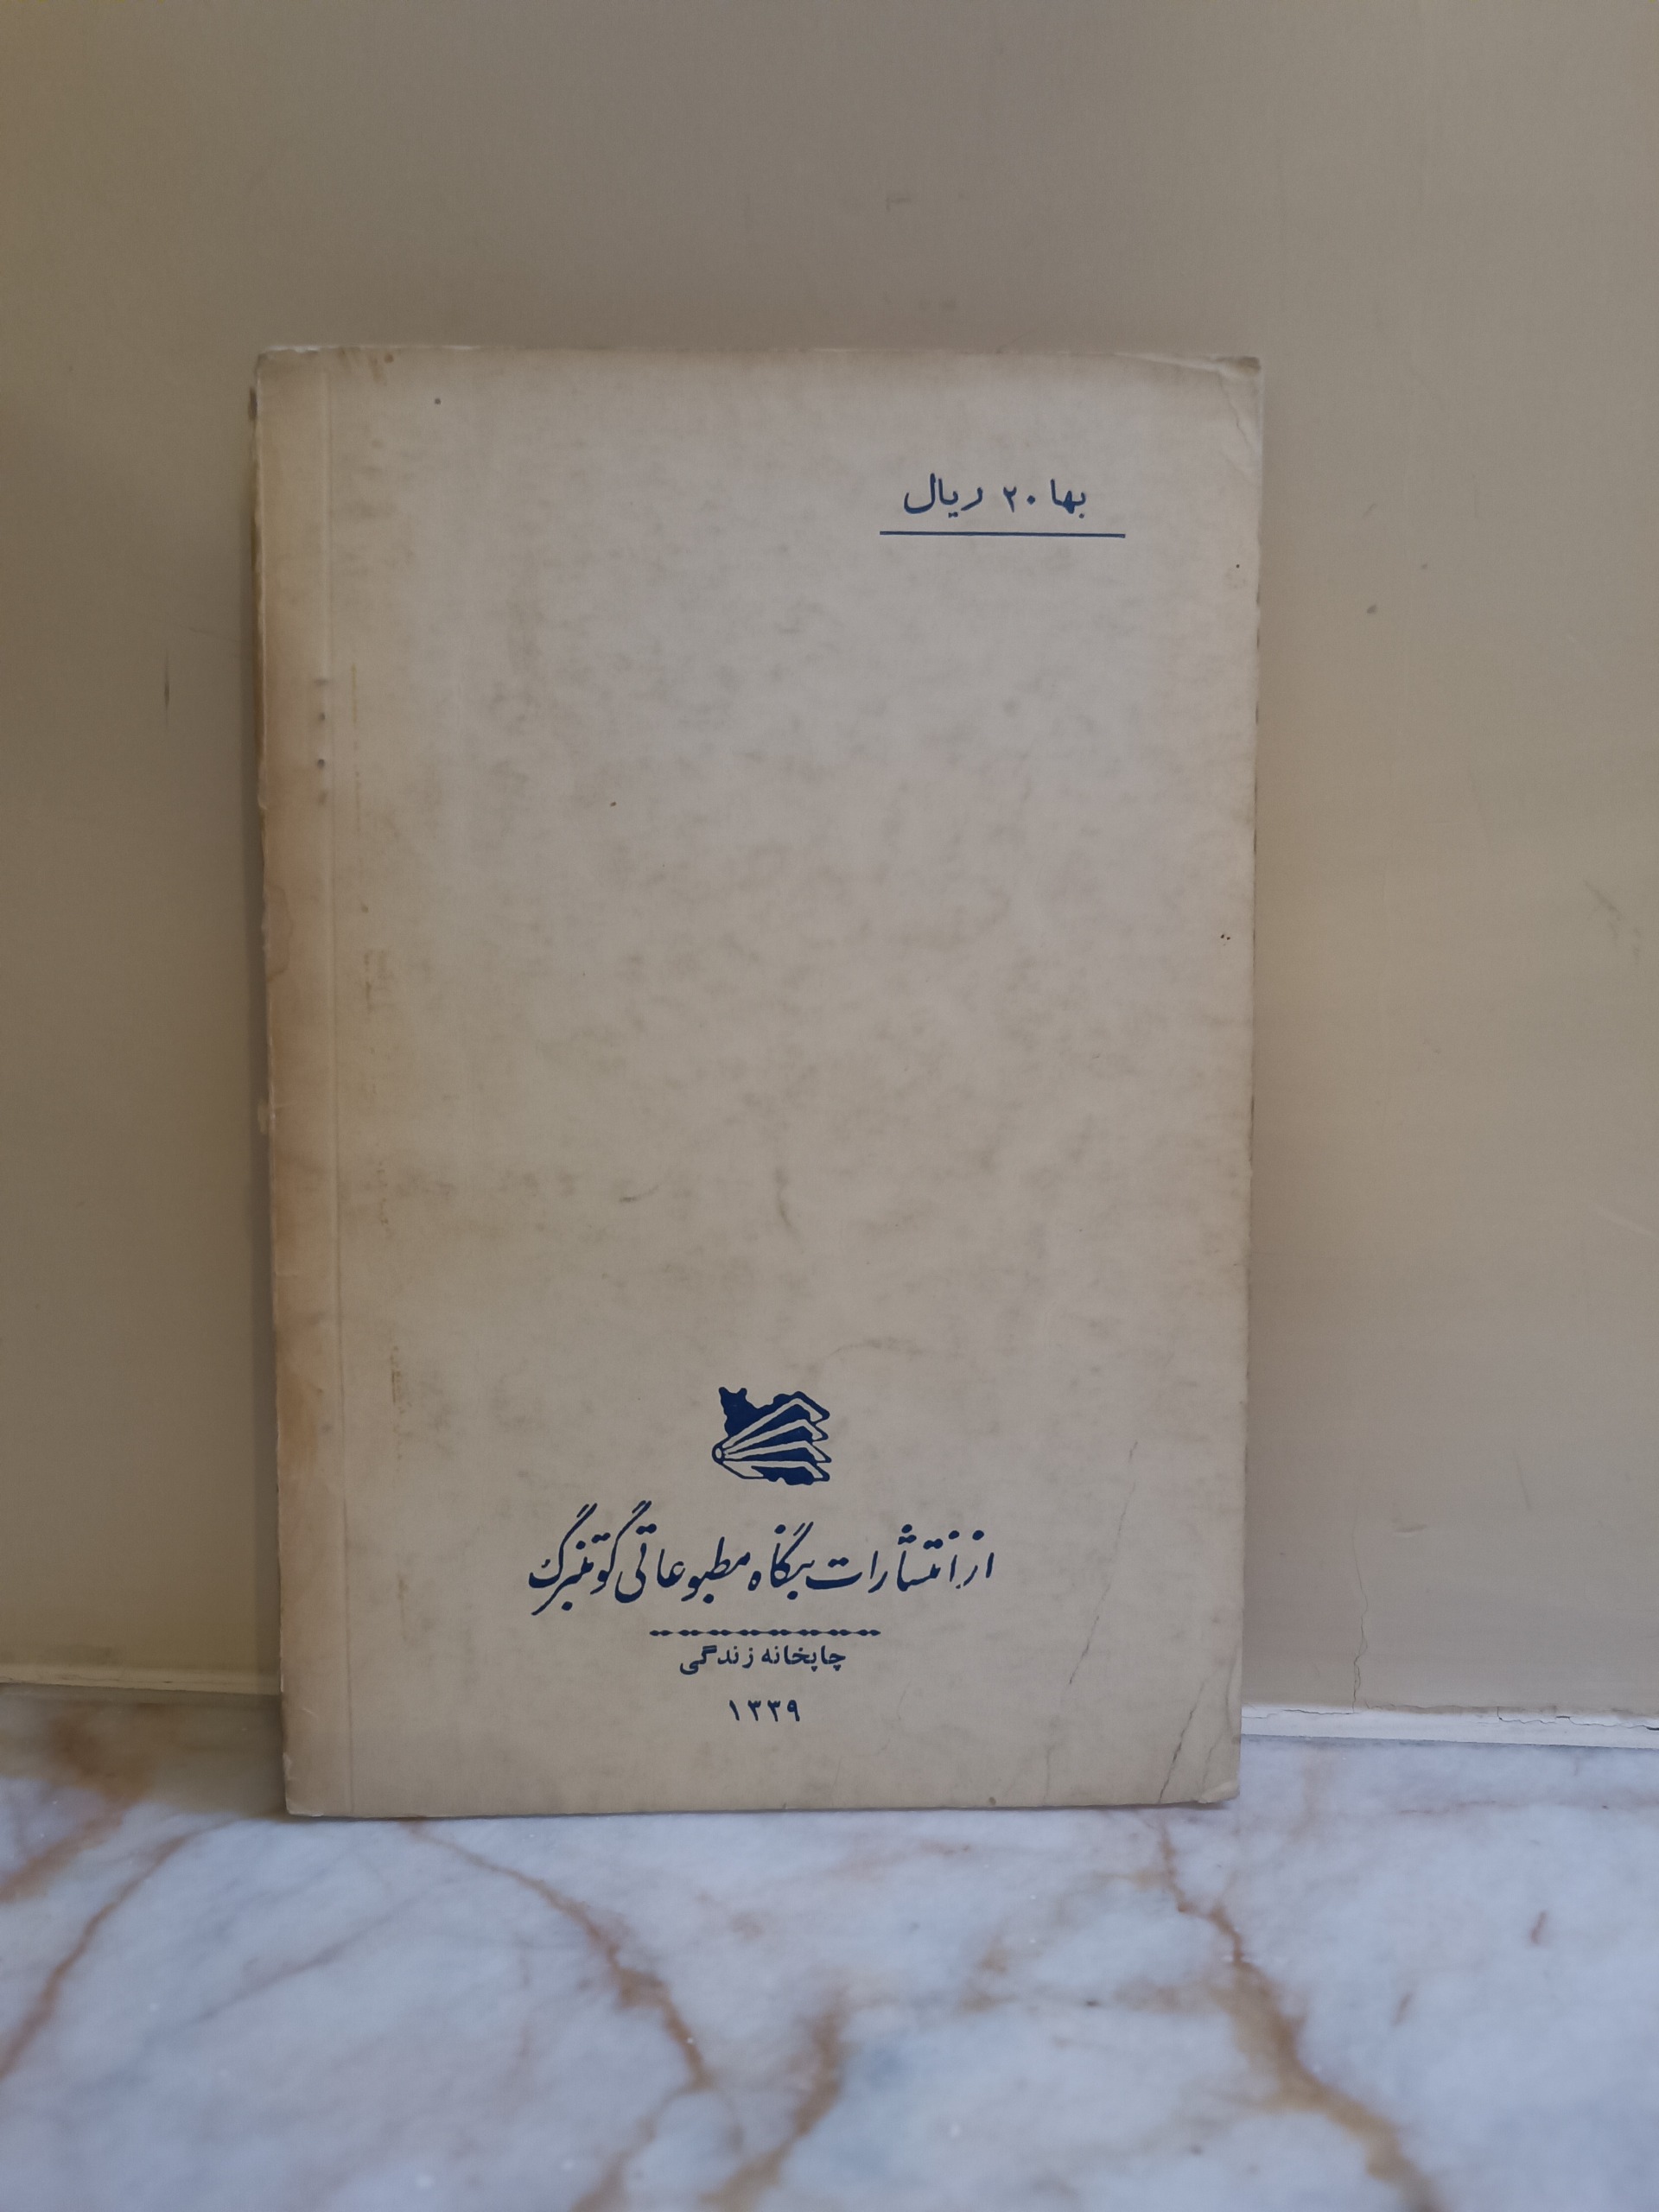 بها ۲۰ ریال
از انتشارات بنگاه مطبوعاتی گوتنبرگ
چاپخانه زندگی
۱۳۳۹